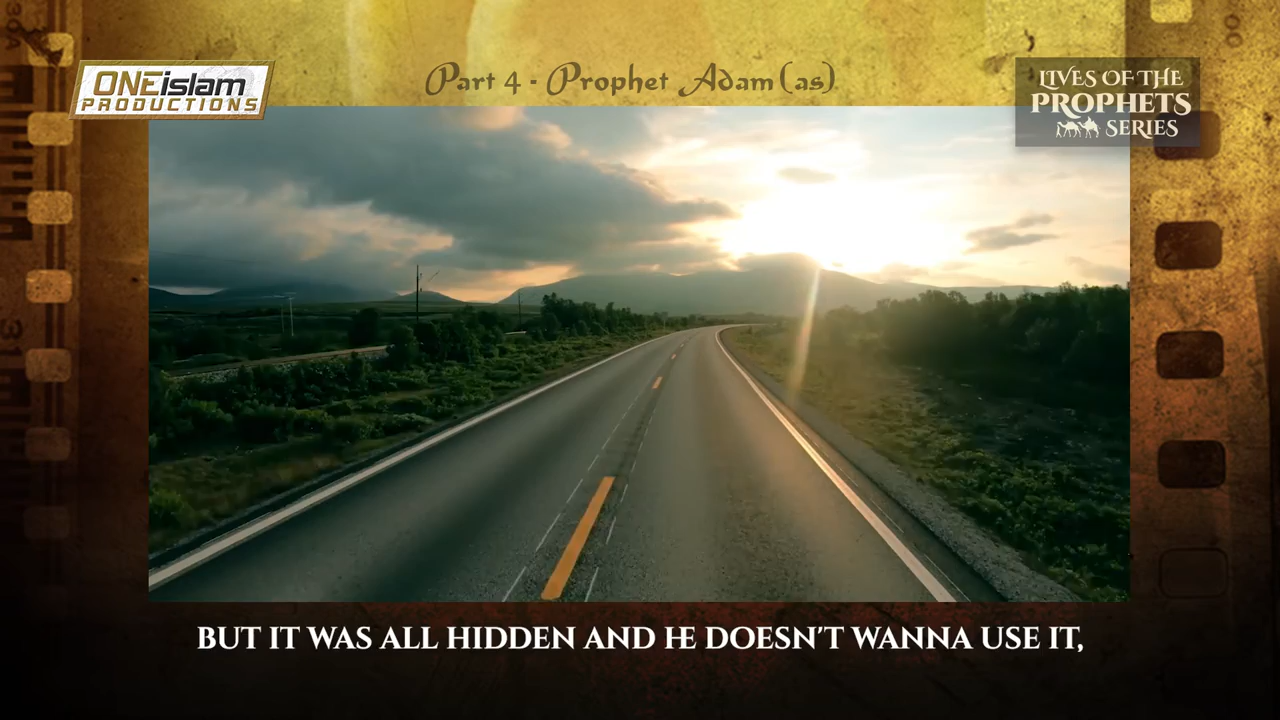 ONEislam
PRODUCTIONS
Part 4 - Prophet Adam (as)
LIVES OF THE
PROPHETS
SERIES
BUT IT WAS ALL HIDDEN AND HE DOESN'T WANNA USE IT,